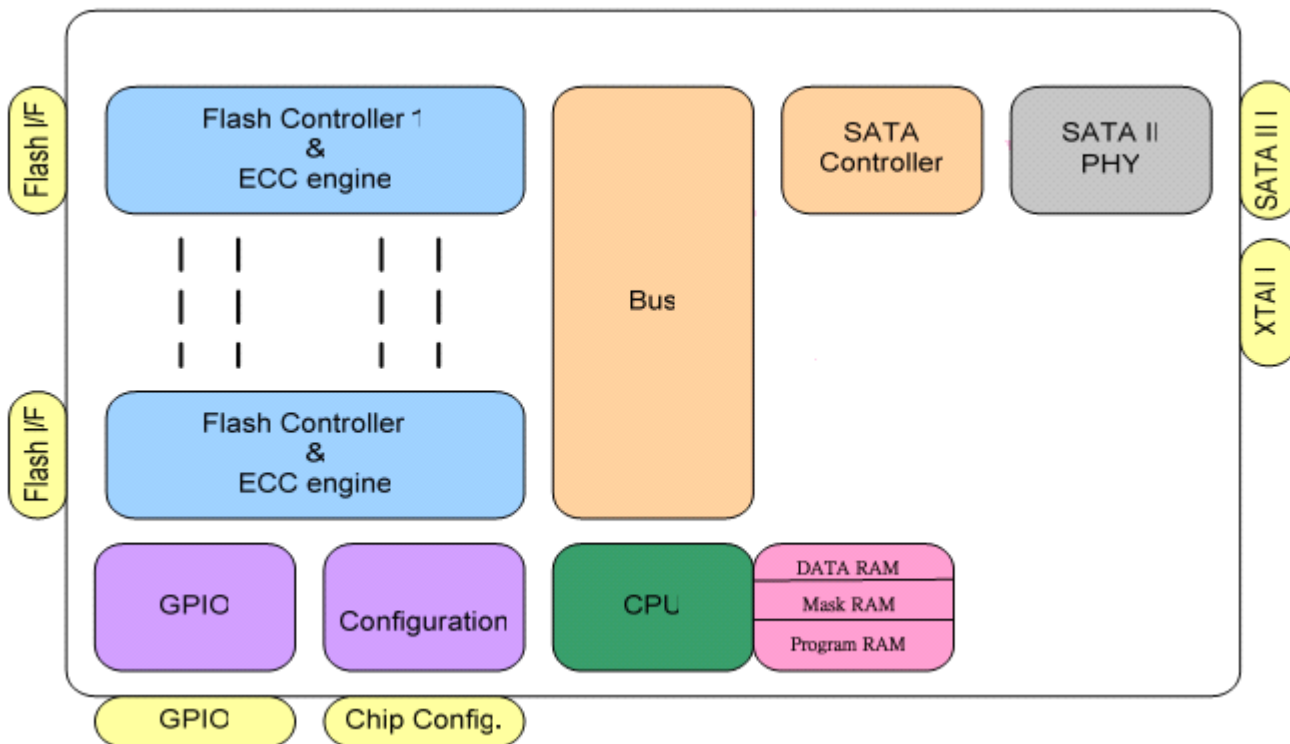 Flash I/F
Flash Controller 1
&
ECC engine
Bus
SATA
Controller
SATA II
PHY
SATA II I
XTAI I
Flash I/F
Flash Controller
&
ECC engine
GPIO
Configuration
CPU
DATA RAM
Mask RAM
Program RAM
GPIO
Chip Config.